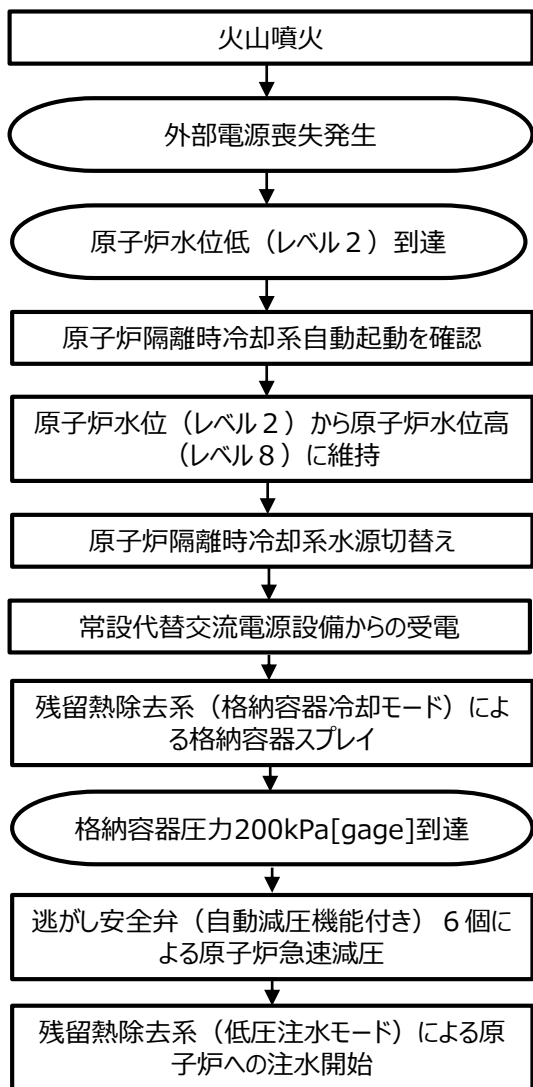 火山噴火
外部電源喪失発生
原子炉水位低（レベル２）到達
原子炉隔離時冷却系自動起動を確認
原子炉水位（レベル２）から原子炉水位高
（レベル８）に維持
原子炉隔離時冷却系水源切替え
常設代替交流電源設備からの受電
残留熱除去系（格納容器冷却モード）によ
る格納容器スプレイ
格納容器圧力200kPa[gage]到達
逃がし安全弁（自動減圧機能付き）６個に
よる原子炉急速減圧
残留熱除去系（低圧注水モード）による原
子炉への注水開始